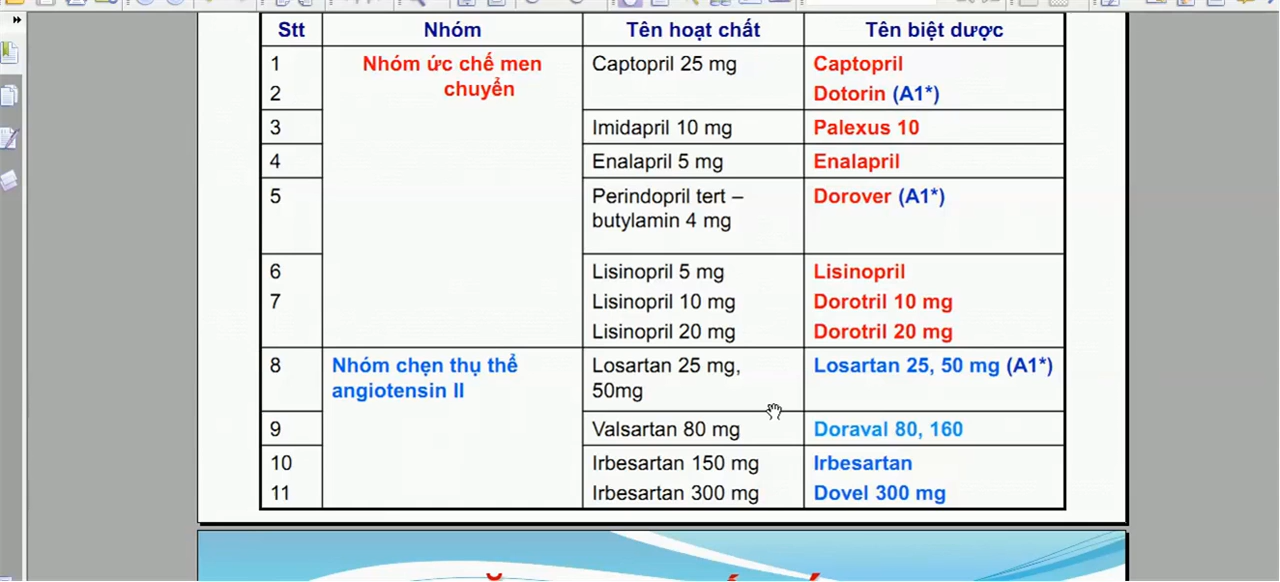 Stt Nhóm Tên hoạt chất Tên biệt dược
1 Nhóm ức chế men Captopril 25 mg Captopril
chuyển
2 Dotorin (A1*)
3 Imidapril 10 mg Palexus 10
4 Enalapril 5 mg Enalapril
5 Perindopril tert – Dorover (A1*)
butylamin 4 mg
6 Lisinopril 5 mg Lisinopril
7 Lisinopril 10 mg Dorotril 10 mg
Lisinopril 20 mg Dorotril 20 mg
8 Nhóm chẹn thụ thể Losartan 25 mg, Losartan 25, 50 mg (A1*)
angiotensin II 50mg
9 Valsartan 80 mg Doraval 80, 160
10 Irbesartan 150 mg Irbesartan
11 Irbesartan 300 mg Dovel 300 mg